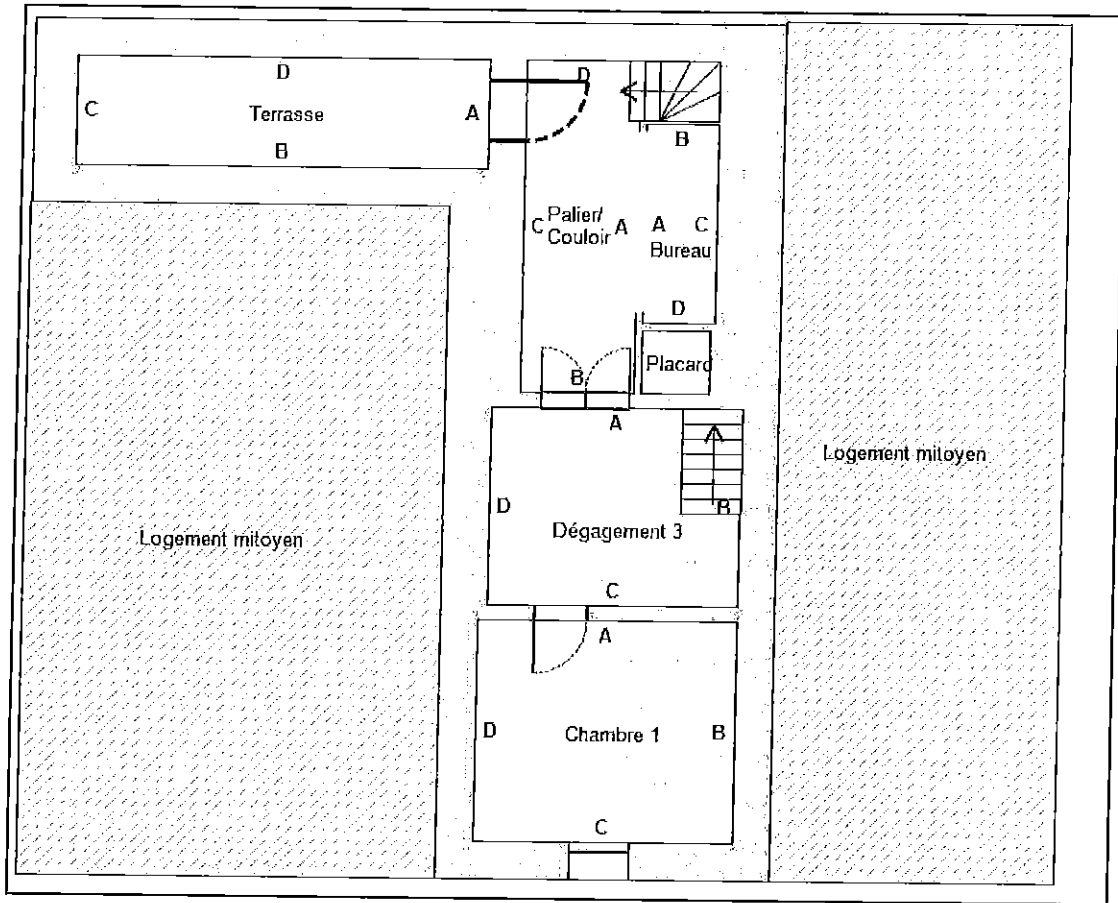 D
C
Terrasse
A
B
D
B
C
Palier/
Couloir
A
A
C
Bureau
D
Placard
B
A
B
D
Dégagement 3
C
Logement mitoyen
Logement mitoyen
A
D
Chambre 1
B
C